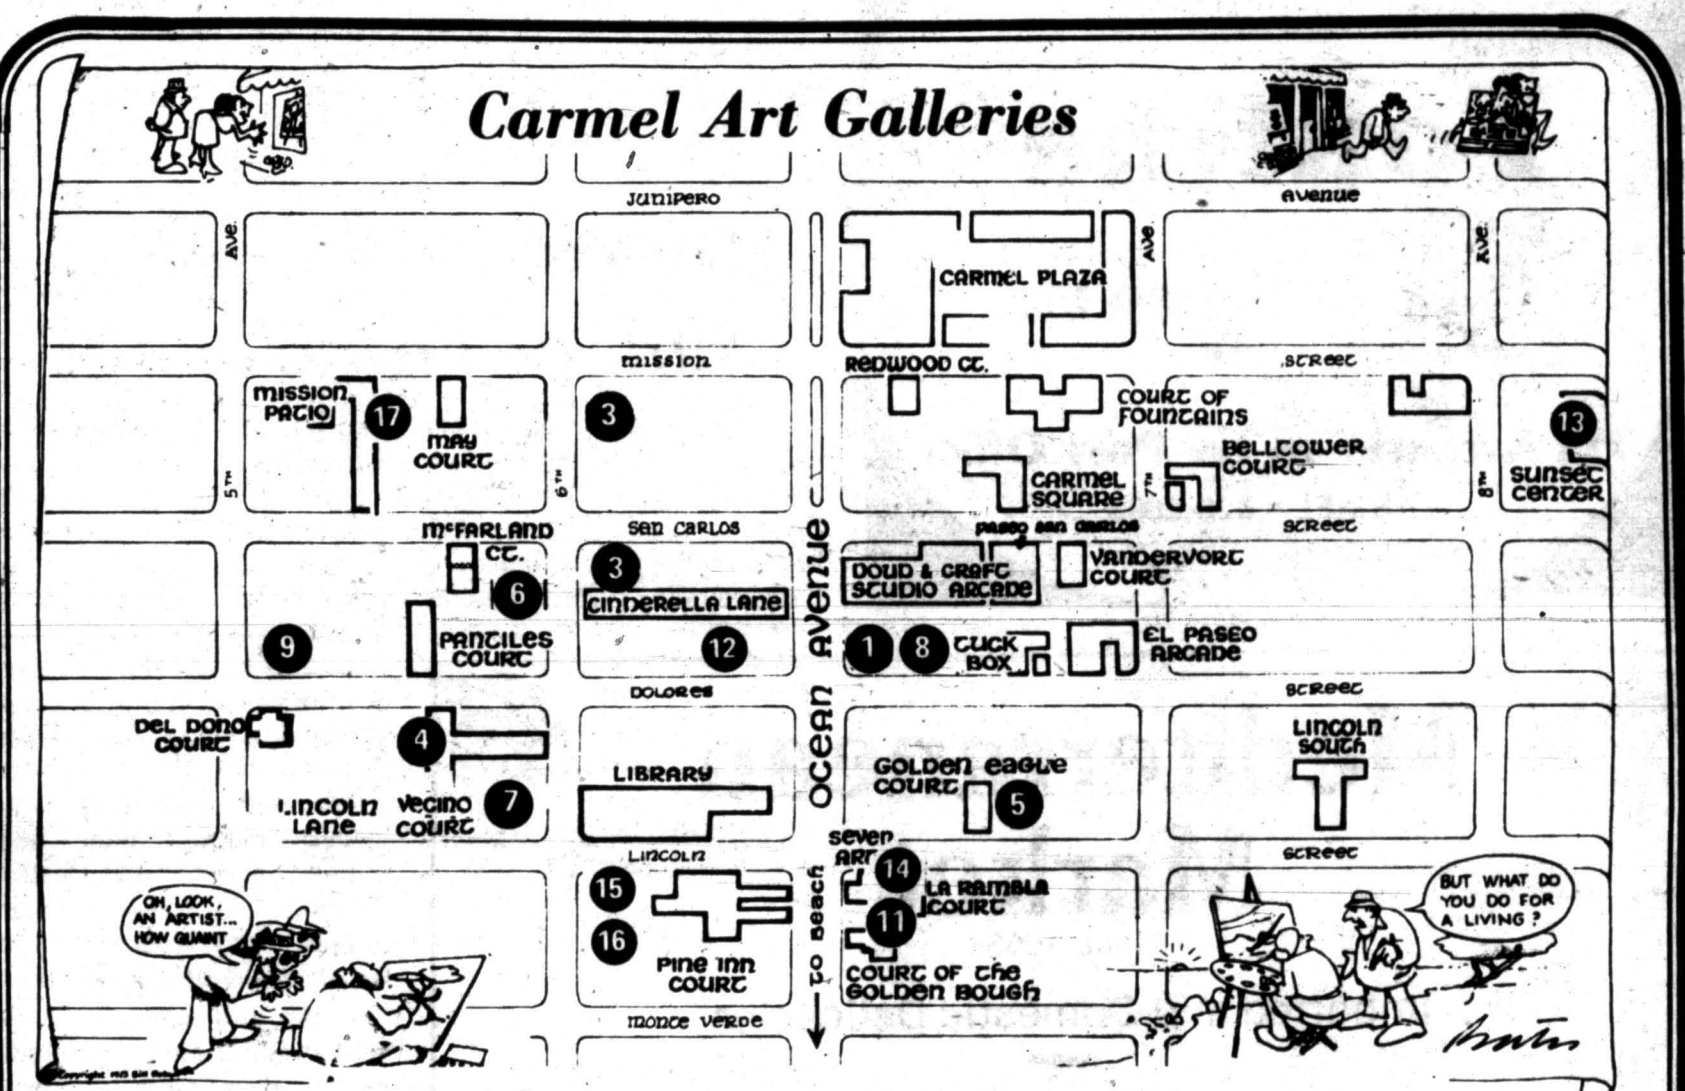 Carmel Art Galleries
JUNIPERO
AVENUE
AVE.
AVE.
AVE.
CARMEL PLAZA
MISSION
STREET
REDWOOD CT.
MISSION
PATIO
17
MAY
COURT
3
COURT OF
FOUNTAINS
BELLTOWER
COURT
CARMEL
SQUARE
13
SUNSET
CENTER
5TH
6TH
7TH
8TH
SAN CARLOS
STREET
PASEO SAN CARLOS
McFARLAND
CT.
6
3
CINDERELLA LANE
12
DOUD & CRAFT
STUDIO ARCADE
VANDERVORT
COURT
9
PANTILES
COURT
1
8
TUCK
BOX
EL PASEO
ARCADE
OCEAN AVENUE
DOLORES
STREET
DEL DONO
COURT
4
LINCOLN
LANE
VECINO
COURT
7
LIBRARY
GOLDEN EAGLE
COURT
5
LINCOLN
SOUTH
LINCOLN
STREET
SEVEN
ART
14
LA RAMBLA
COURT
11
COURT OF THE
GOLDEN BOUGH
15
16
PINE INN
COURT
TO BEACH
MONTE VERDE
OH, LOOK,
AN ARTIST...
HOW QUAINT
BUT WHAT DO
YOU DO FOR
A LIVING?
Copyright 1973 Bill